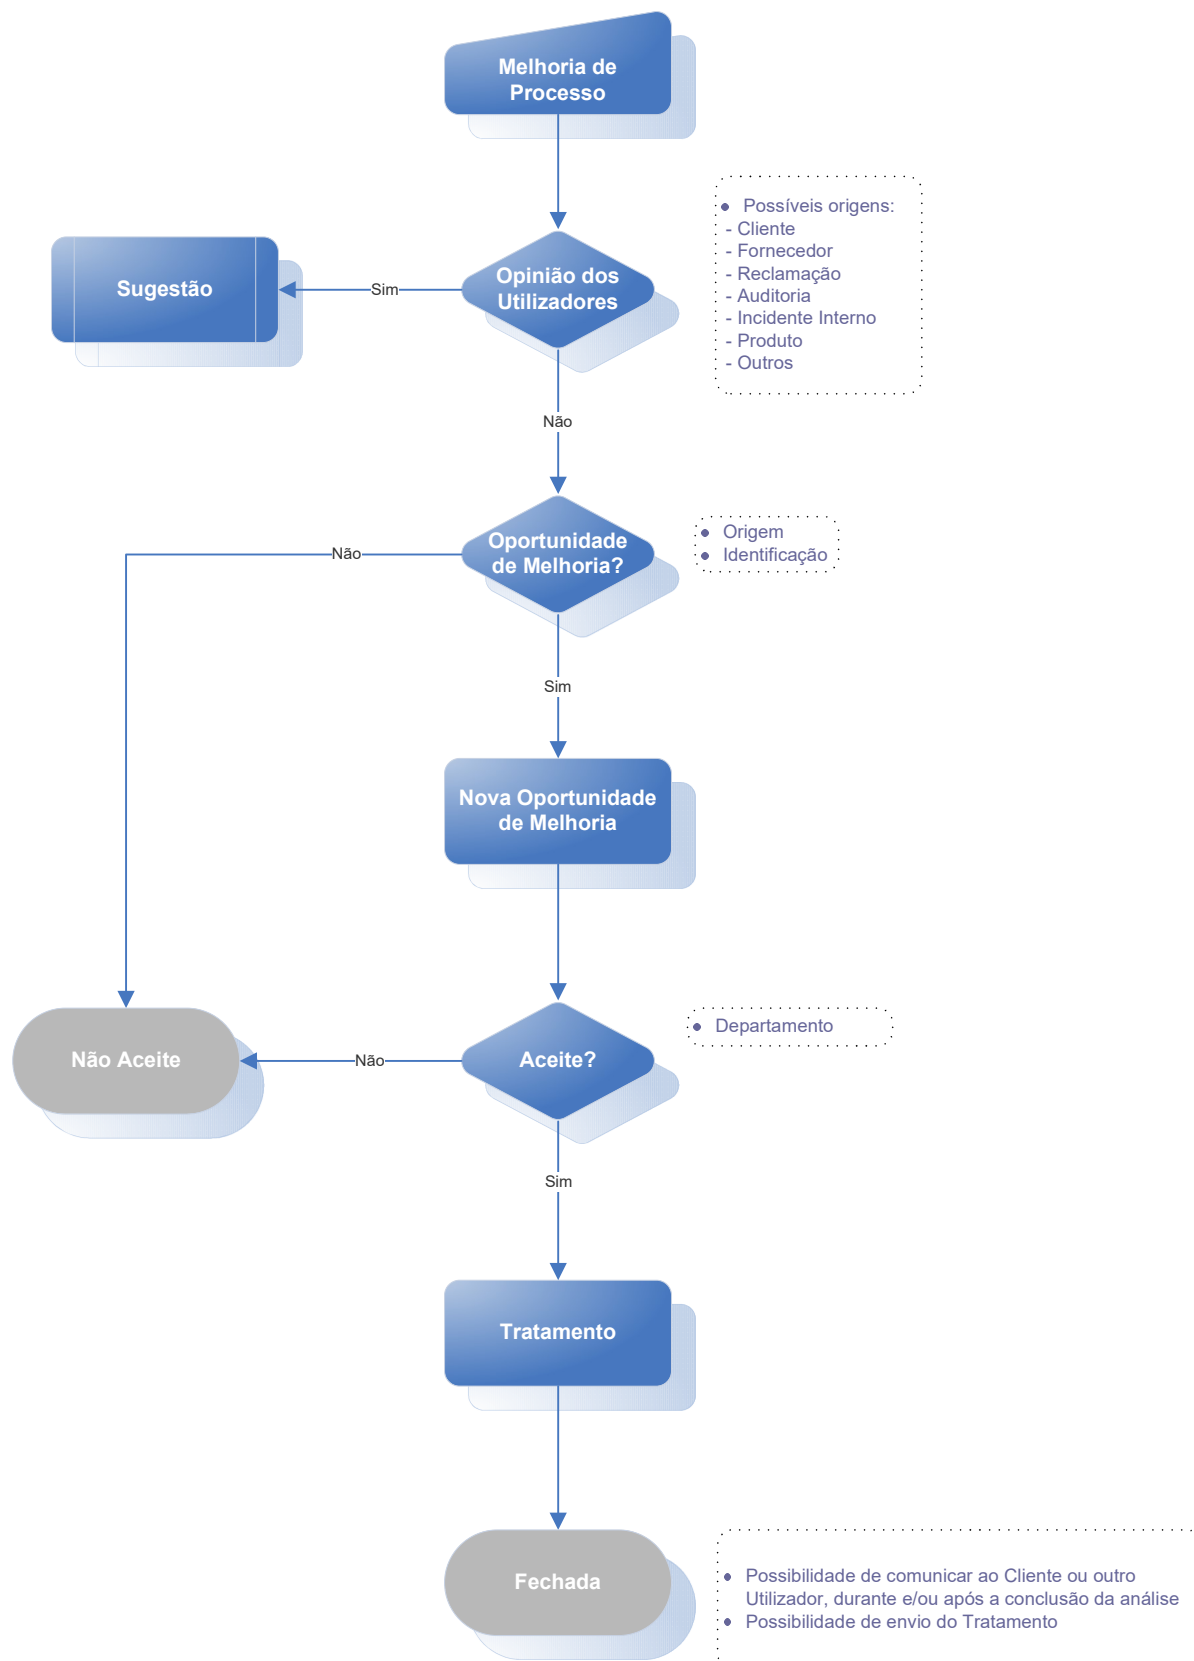 Melhoria de
Processo
• Possíveis origens:
- Cliente
- Fornecedor
- Reclamação
- Auditoria
- Incidente Interno
- Produto
- Outros
Opinião dos
Utilizadores
Sim
Sugestão
Não
Oportunidade
de Melhoria?
• Origem
• Identificação
Não
Sim
Nova Oportunidade
de Melhoria
Aceite?
• Departamento
Não
Não Aceite
Sim
Tratamento
Fechada
• Possibilidade de comunicar ao Cliente ou outro
Utilizador, durante e/ou após a conclusão da análise
• Possibilidade de envio do Tratamento